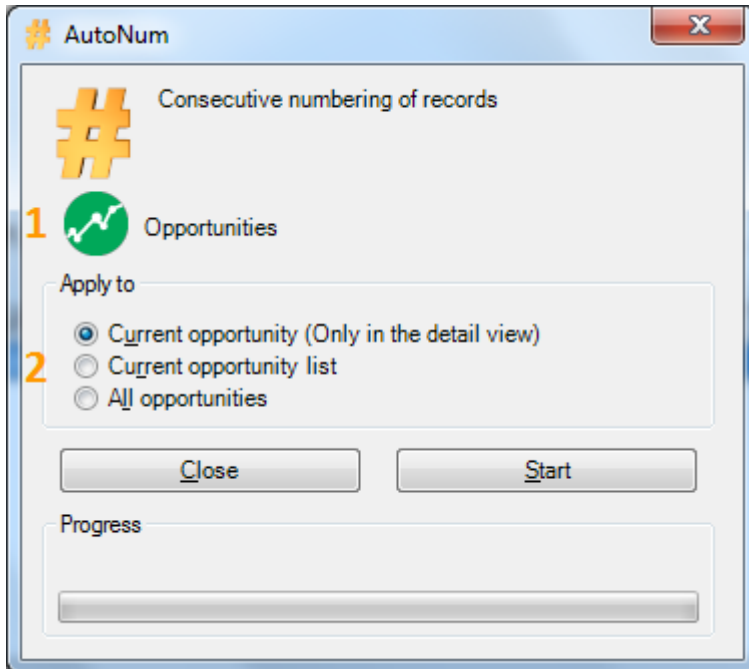 AutoNum
Consecutive numbering of records
1 Opportunities
Apply to
Current opportunity (Only in the detail view)
2 Current opportunity list
All opportunities
Close Start
Progress